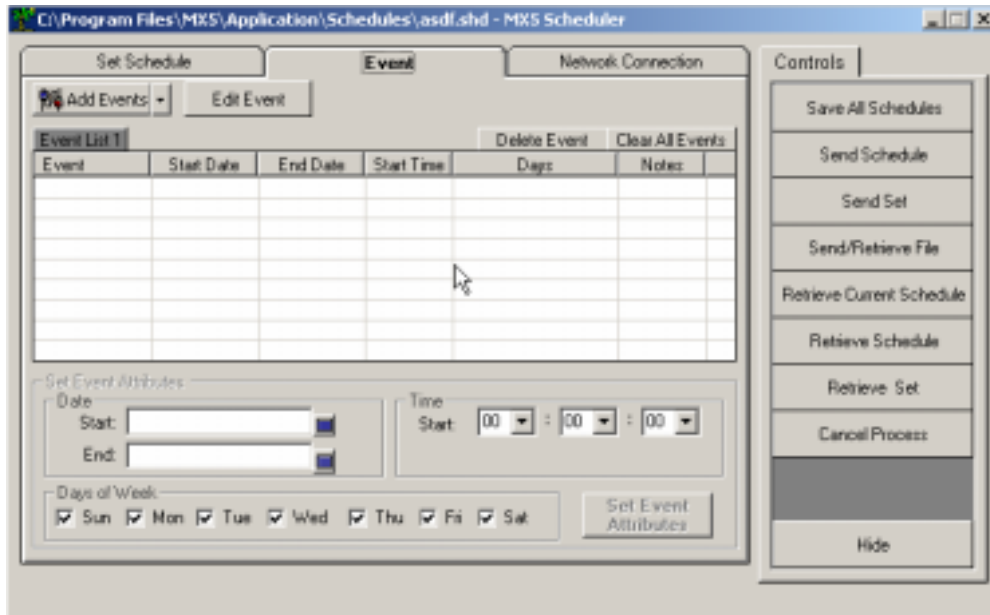 C:\Program Files\MX5\Application\Schedules\asdf.shd - MX5 Scheduler
Set Schedule Event Network Connection
Add Events Edit Event
Event List 1 Delete Event Clear All Events
Event Start Date End Date Start Time Days Notes
Set Event Attributes
Date Time
Start: Start: 00 : 00 : 00
End:
Days of Week
Sun Mon Tue Wed Thu Fri Sat
Set Event
Attributes
Controls
Save All Schedules
Send Schedule
Send Set
Send/Retrieve File
Retrieve Current Schedule
Retrieve Schedule
Retrieve Set
Cancel Process
Hide